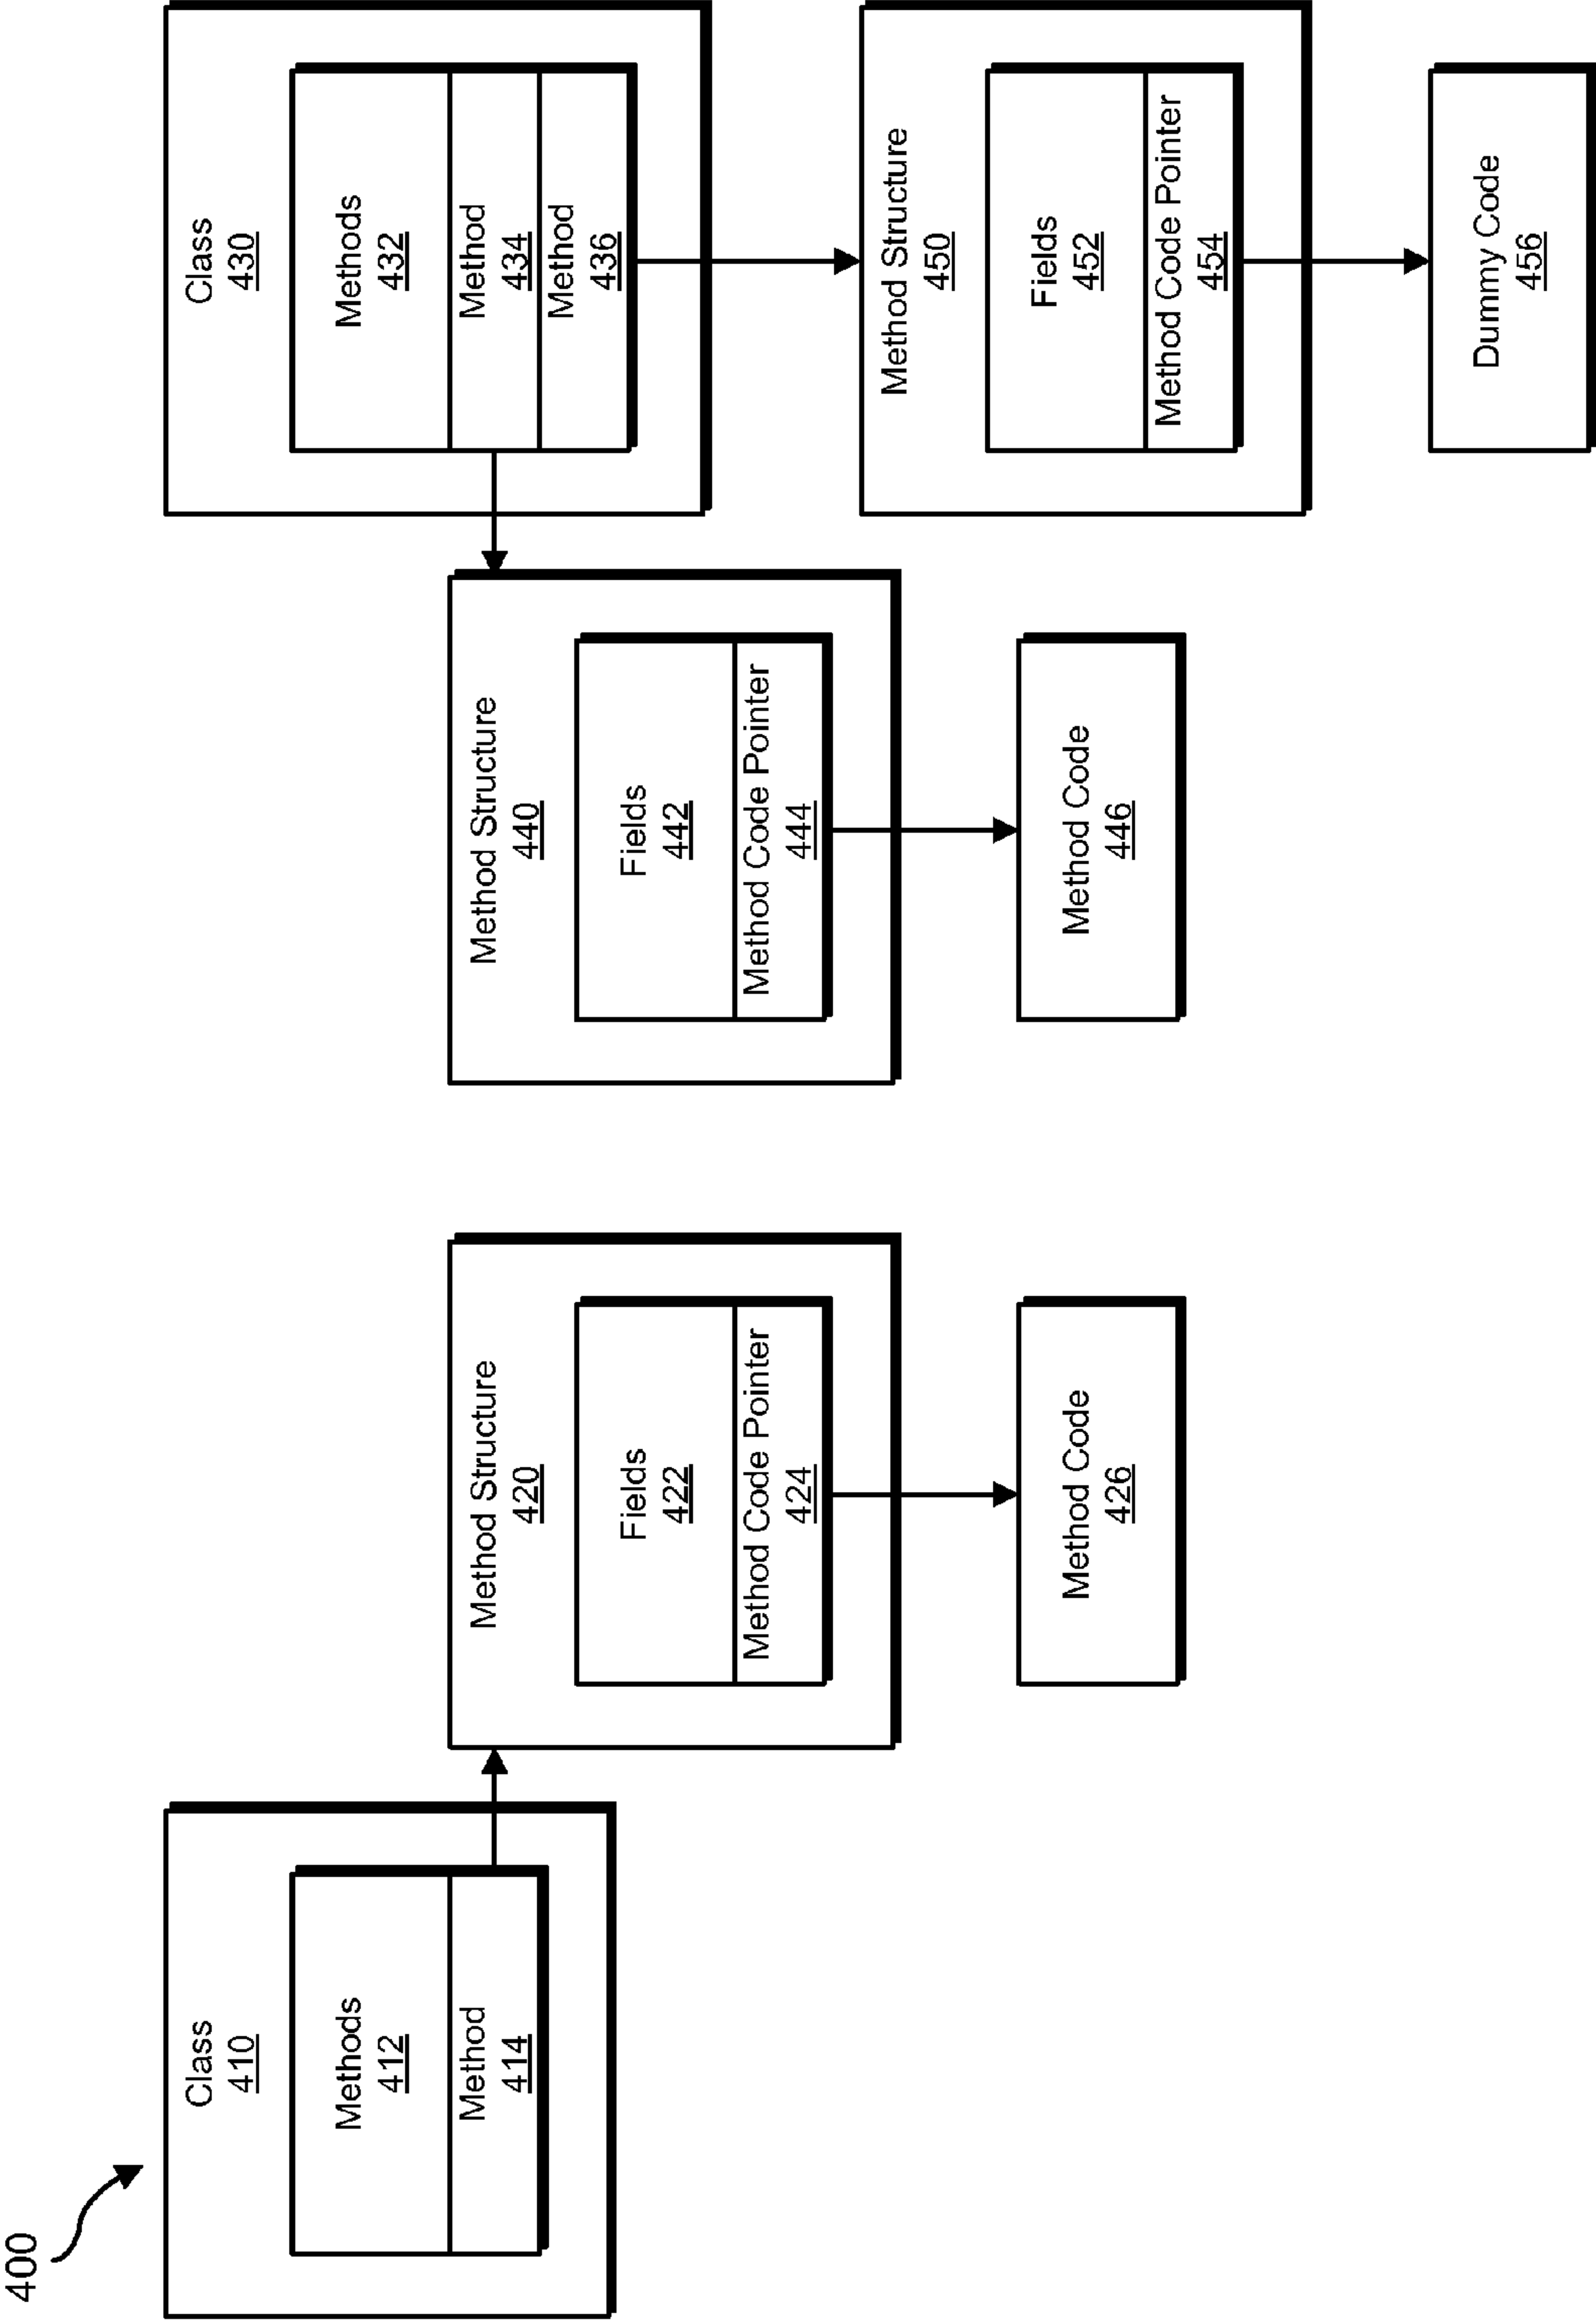 400
Class
410
Methods
412
Method
414
Method Structure
420
Fields
422
Method Code Pointer
424
Method Code
426
Class
430
Methods
432
Method
434
Method
436
Method Structure
440
Fields
442
Method Code Pointer
444
Method Code
446
Method Structure
450
Fields
452
Method Code Pointer
454
Dummy Code
456